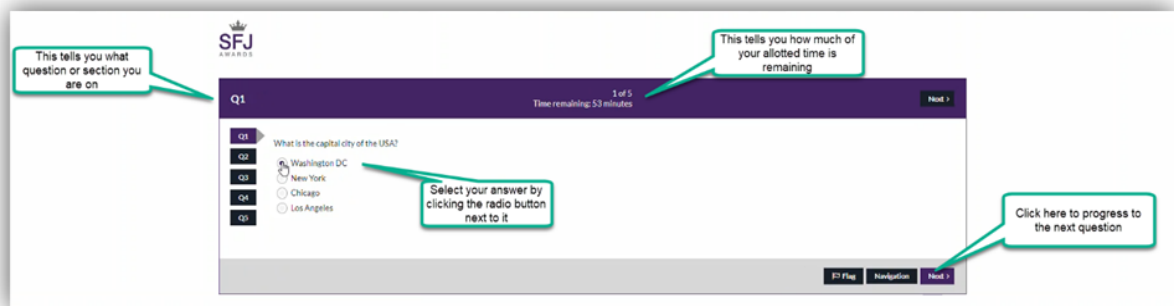 SFJ
AWARDS
This tells you what
question or section you
are on
This tells you how much of
your allotted time is
remaining
Q1
1 of 5
Time remaining: 53 minutes
Next >
Q1
Q2
Q3
Q4
Q5
What is the capital city of the USA?
Washington DC
New York
Chicago
Los Angeles
Select your answer by
clicking the radio button
next to it
Click here to progress to
the next question
Flag
Navigation
Next >